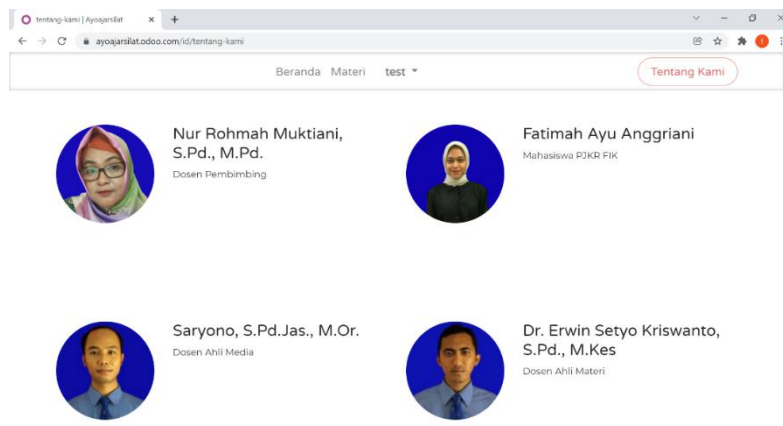 tentang-kami | Ayoajarsilat
ayoajarsilat.odoo.com/id/tentang-kami
Beranda Materi test Tentang Kami
Nur Rohmah Muktiani,
S.Pd., M.Pd.
Dosen Pembimbing
Fatimah Ayu Anggriani
Mahasiswa PJKR FIK
Saryono, S.Pd.Jas., M.Or.
Dosen Ahli Media
Dr. Erwin Setyo Kriswanto,
S.Pd., M.Kes
Dosen Ahli Materi